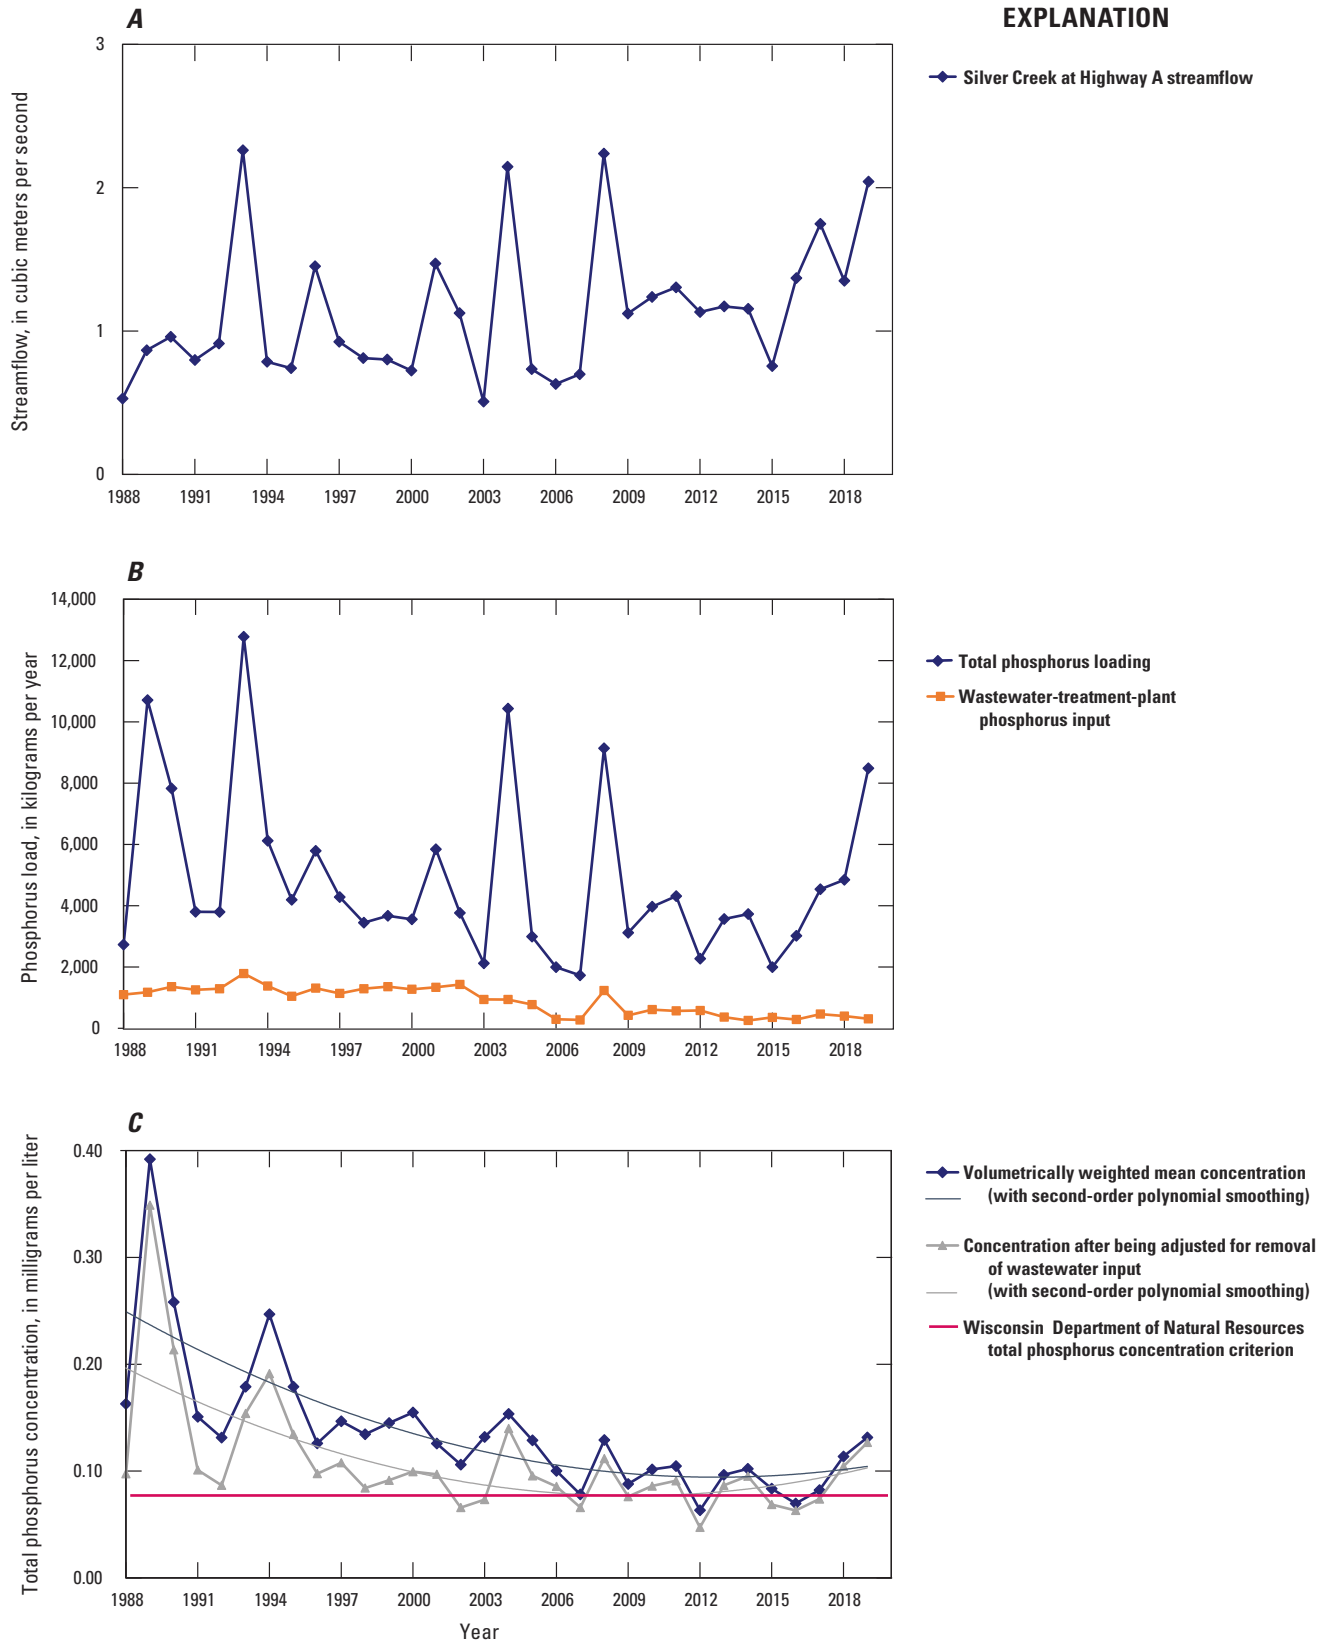 A
EXPLANATION
3
2
1
0
Streamflow, in cubic meters per second
1988 1991 1994 1997 2000 2003 2006 2009 2012 2015 2018
Silver Creek at Highway A streamflow
B
14,000
12,000
10,000
8,000
6,000
4,000
2,000
0
Phosphorus load, in kilograms per year
1988 1991 1994 1997 2000 2003 2006 2009 2012 2015 2018
Total phosphorus loading
Wastewater-treatment-plant
phosphorus input
C
0.40
0.30
0.20
0.10
0.00
Total phosphorus concentration, in milligrams per liter
1988 1991 1994 1997 2000 2003 2006 2009 2012 2015 2018
Year
Volumetrically weighted mean concentration
(with second-order polynomial smoothing)
Concentration after being adjusted for removal
of wastewater input
(with second-order polynomial smoothing)
Wisconsin Department of Natural Resources
total phosphorus concentration criterion